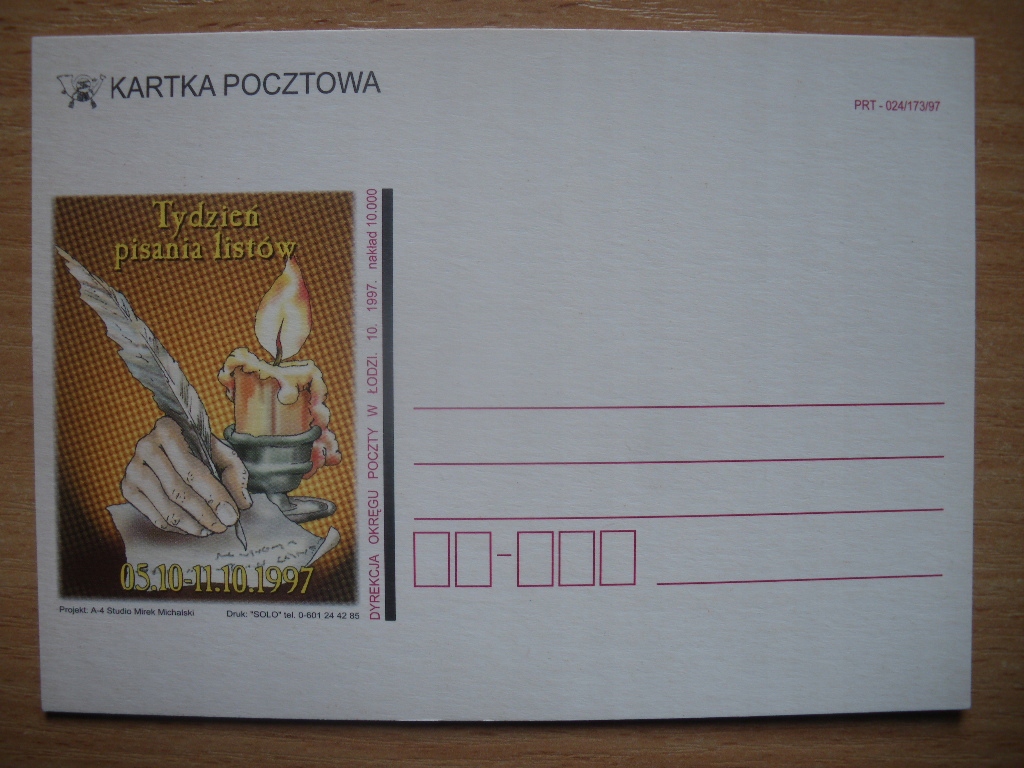 KARTKA POCZTOWA
PRT - 024/173/97
Tydzień
pisania listów
05.10-11.10.1997
Projekt: A-4 Studio Mirek Michalski Druk: "SOLO" tel. 0-601 24 42 85
DYREKCJA OKRĘGU POCZTY W ŁODZI. 10. 1997. nakład 10.000